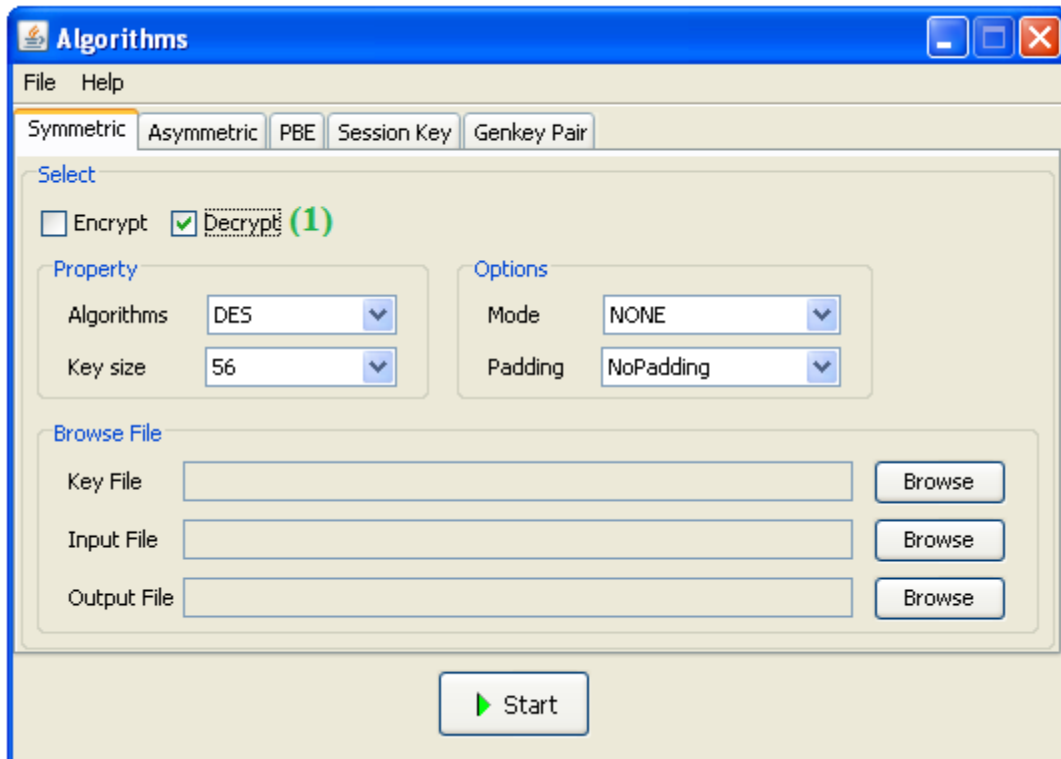 Algorithms
File Help
Symmetric Asymmetric PBE Session Key Genkey Pair
Select
Encrypt Decrypt (1)
Property Options
Algorithms DES Mode NONE
Key size 56 Padding NoPadding
Browse File
Key File Browse
Input File Browse
Output File Browse
Start